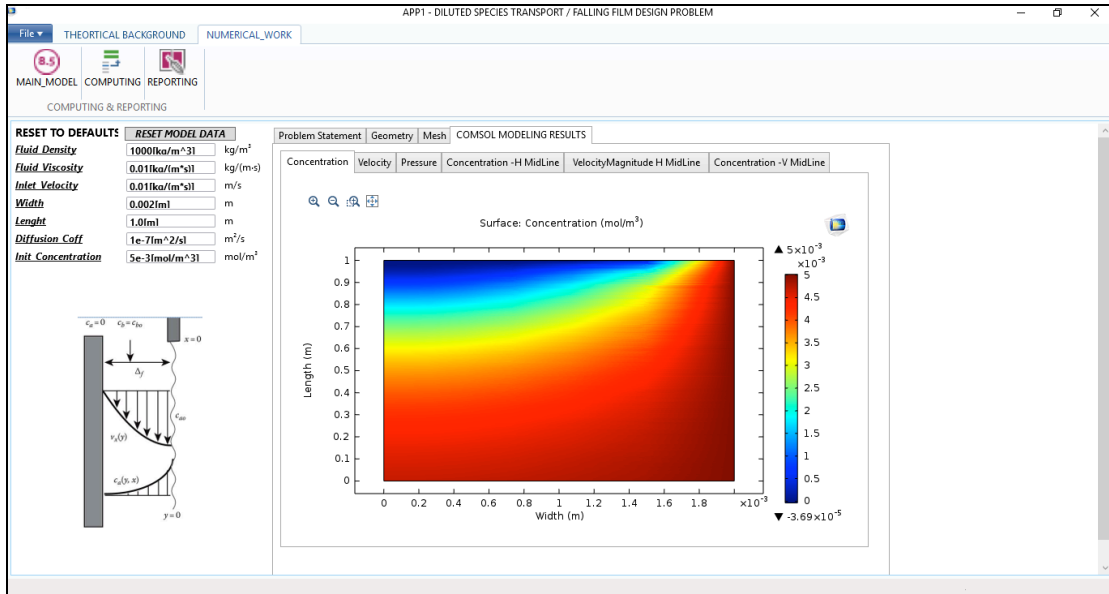 APP1 - DILUTED SPECIES TRANSPORT / FALLING FILM DESIGN PROBLEM
File THEORTICAL BACKGROUND NUMERICAL_WORK
8.5
MAIN_MODEL COMPUTING REPORTING
COMPUTING & REPORTING
RESET TO DEFAULTS RESET MODEL DATA
Fluid Density 1000[kg/m^3] kg/m³
Fluid Viscosity 0.01[kg/(m*s)] kg/(m·s)
Inlet Velocity 0.01[kg/(m*s)] m/s
Width 0.002[m] m
Lenght 1.0[m] m
Diffusion Coff 1e-7[m^2/s] m²/s
Init Concentration 5e-3[mol/m^3] mol/m³
cₐ=0 c_b=c_bo
x=0
Δ_f
c_ao
vₓ(y)
cₐ(y, x)
y=0
Problem Statement Geometry Mesh COMSOL MODELING RESULTS
Concentration Velocity Pressure Concentration -H MidLine VelocityMagnitude H MidLine Concentration -V MidLine
Surface: Concentration (mol/m³)
Length (m)
1
0.9
0.8
0.7
0.6
0.5
0.4
0.3
0.2
0.1
0
0 0.2 0.4 0.6 0.8 1 1.2 1.4 1.6 1.8 ×10⁻³
Width (m)
▲ 5×10⁻³
×10⁻³
5
4.5
4
3.5
3
2.5
2
1.5
1
0.5
0
▼ -3.69×10⁻⁵